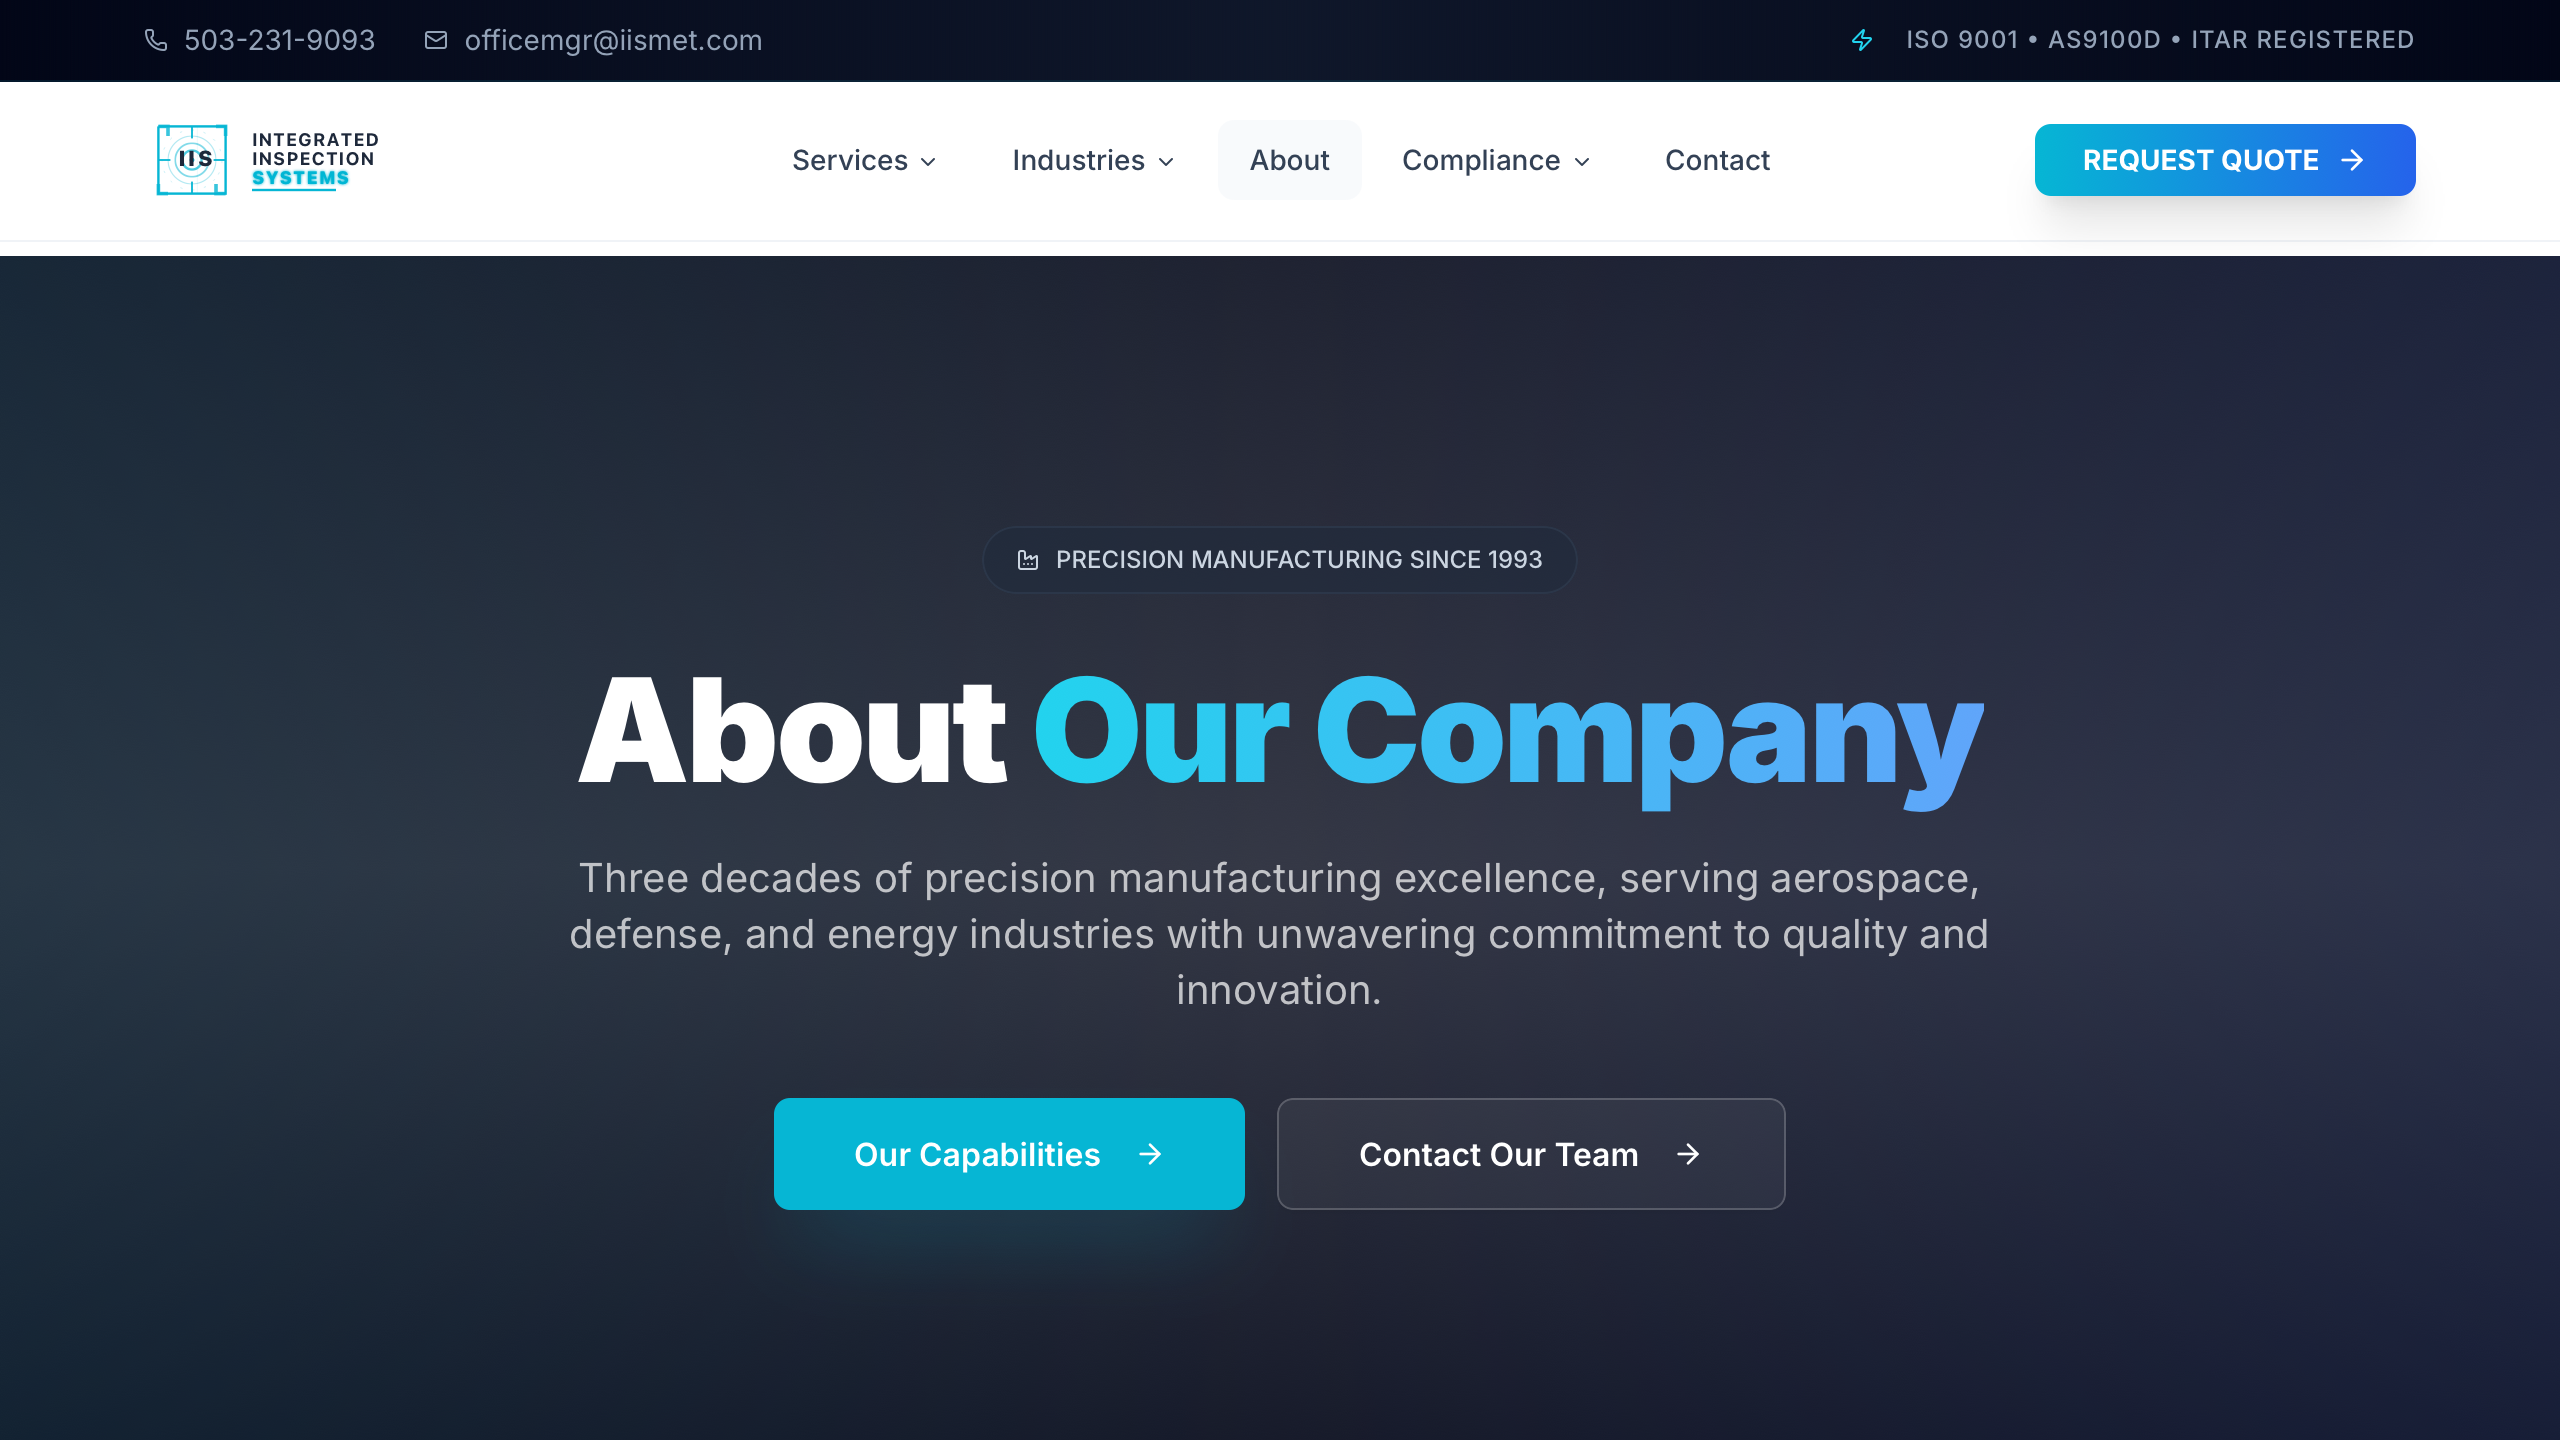 503-231-9093
officemgr@iismet.com
ISO 9001 • AS9100D • ITAR REGISTERED
IIS
INTEGRATED
INSPECTION
SYSTEMS
Services
Industries
About
Compliance
Contact
REQUEST QUOTE
PRECISION MANUFACTURING SINCE 1993
About Our Company
Three decades of precision manufacturing excellence, serving aerospace,
defense, and energy industries with unwavering commitment to quality and
innovation.
Our Capabilities
Contact Our Team